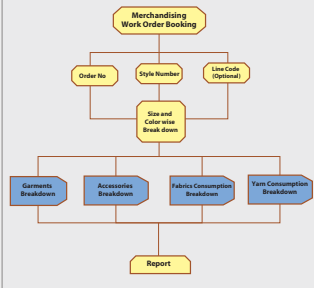 Merchandising
Work Order Booking
Order No
Style Number
Line Code
(Optional)
Size and
Color wise
Break down
Garments
Breakdown
Accessories
Breakdown
Fabrics Consumption
Breakdown
Yarn Consumption
Breakdown
Report